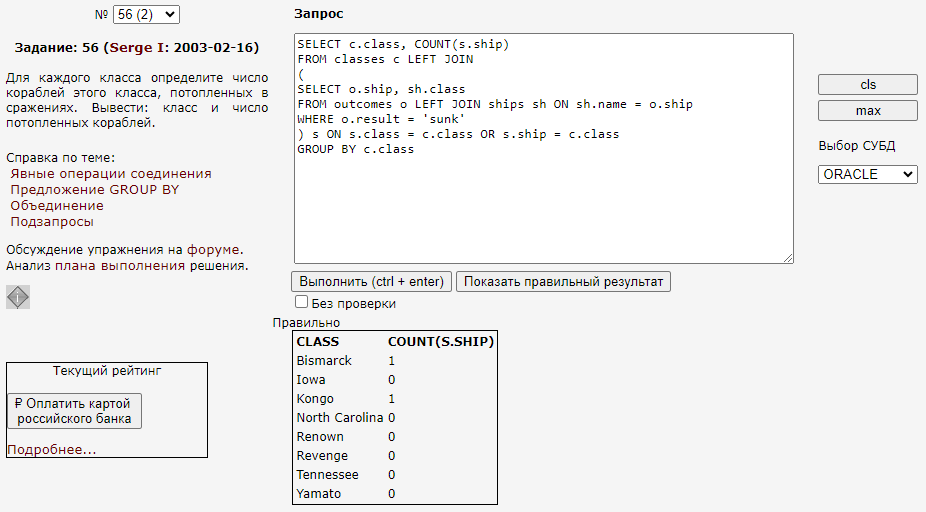 № 56 (2)
Задание: 56 (Serge I: 2003-02-16)
Для каждого класса определите число
кораблей этого класса, потопленных в
сражениях. Вывести: класс и число
потопленных кораблей.
Справка по теме:
Явные операции соединения
Предложение GROUP BY
Объединение
Подзапросы
Обсуждение упражнения на форуме.
Анализ плана выполнения решения.
i
Текущий рейтинг
₽ Оплатить картой
российского банка
Подробнее...
Запрос
SELECT c.class, COUNT(s.ship)
FROM classes c LEFT JOIN
(
SELECT o.ship, sh.class
FROM outcomes o LEFT JOIN ships sh ON sh.name = o.ship
WHERE o.result = 'sunk'
) s ON s.class = c.class OR s.ship = c.class
GROUP BY c.class
Выполнить (ctrl + enter) Показать правильный результат
Без проверки
Правильно
CLASS COUNT(S.SHIP)
Bismarck 1
Iowa 0
Kongo 1
North Carolina 0
Renown 0
Revenge 0
Tennessee 0
Yamato 0
cls
max
Выбор СУБД
ORACLE